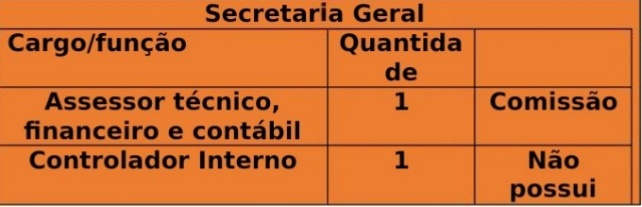 Secretaria Geral
Cargo/função Quantida
de
Assessor técnico, 1 Comissão
financeiro e contábil
Controlador Interno 1 Não
possui